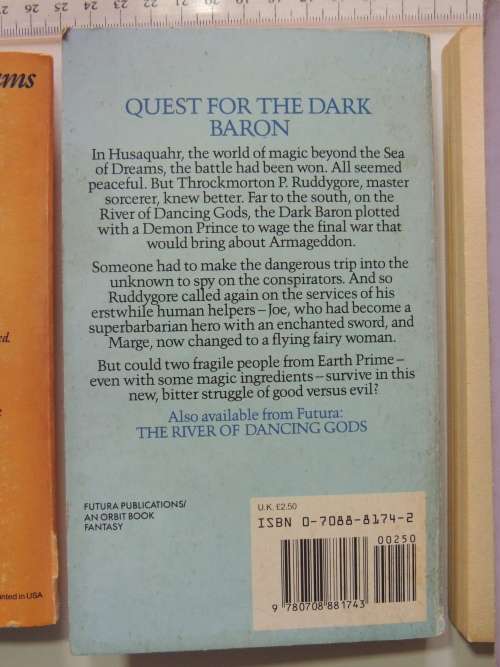 QUEST FOR THE DARK
BARON
In Husaquahr, the world of magic beyond the Sea
of Dreams, the battle had been won. All seemed
peaceful. But Throckmorton P. Ruddygore, master
sorcerer, knew better. Far to the south, on the
River of Dancing Gods, the Dark Baron plotted
with a Demon Prince to wage the final war that
would bring about Armageddon.
Someone had to make the dangerous trip into the
unknown to spy on the conspirators. And so
Ruddygore called again on the services of his
erstwhile human helpers – Joe, who had become a
superbarbarian hero with an enchanted sword, and
Marge, now changed to a flying fairy woman.
But could two fragile people from Earth Prime –
even with some magic ingredients – survive in this
new, bitter struggle of good versus evil?
Also available from Futura:
THE RIVER OF DANCING GODS
FUTURA PUBLICATIONS/
AN ORBIT BOOK
FANTASY
U.K. £2.50
ISBN 0-7088-8174-2
00250
9 780708 881743
inted in USA